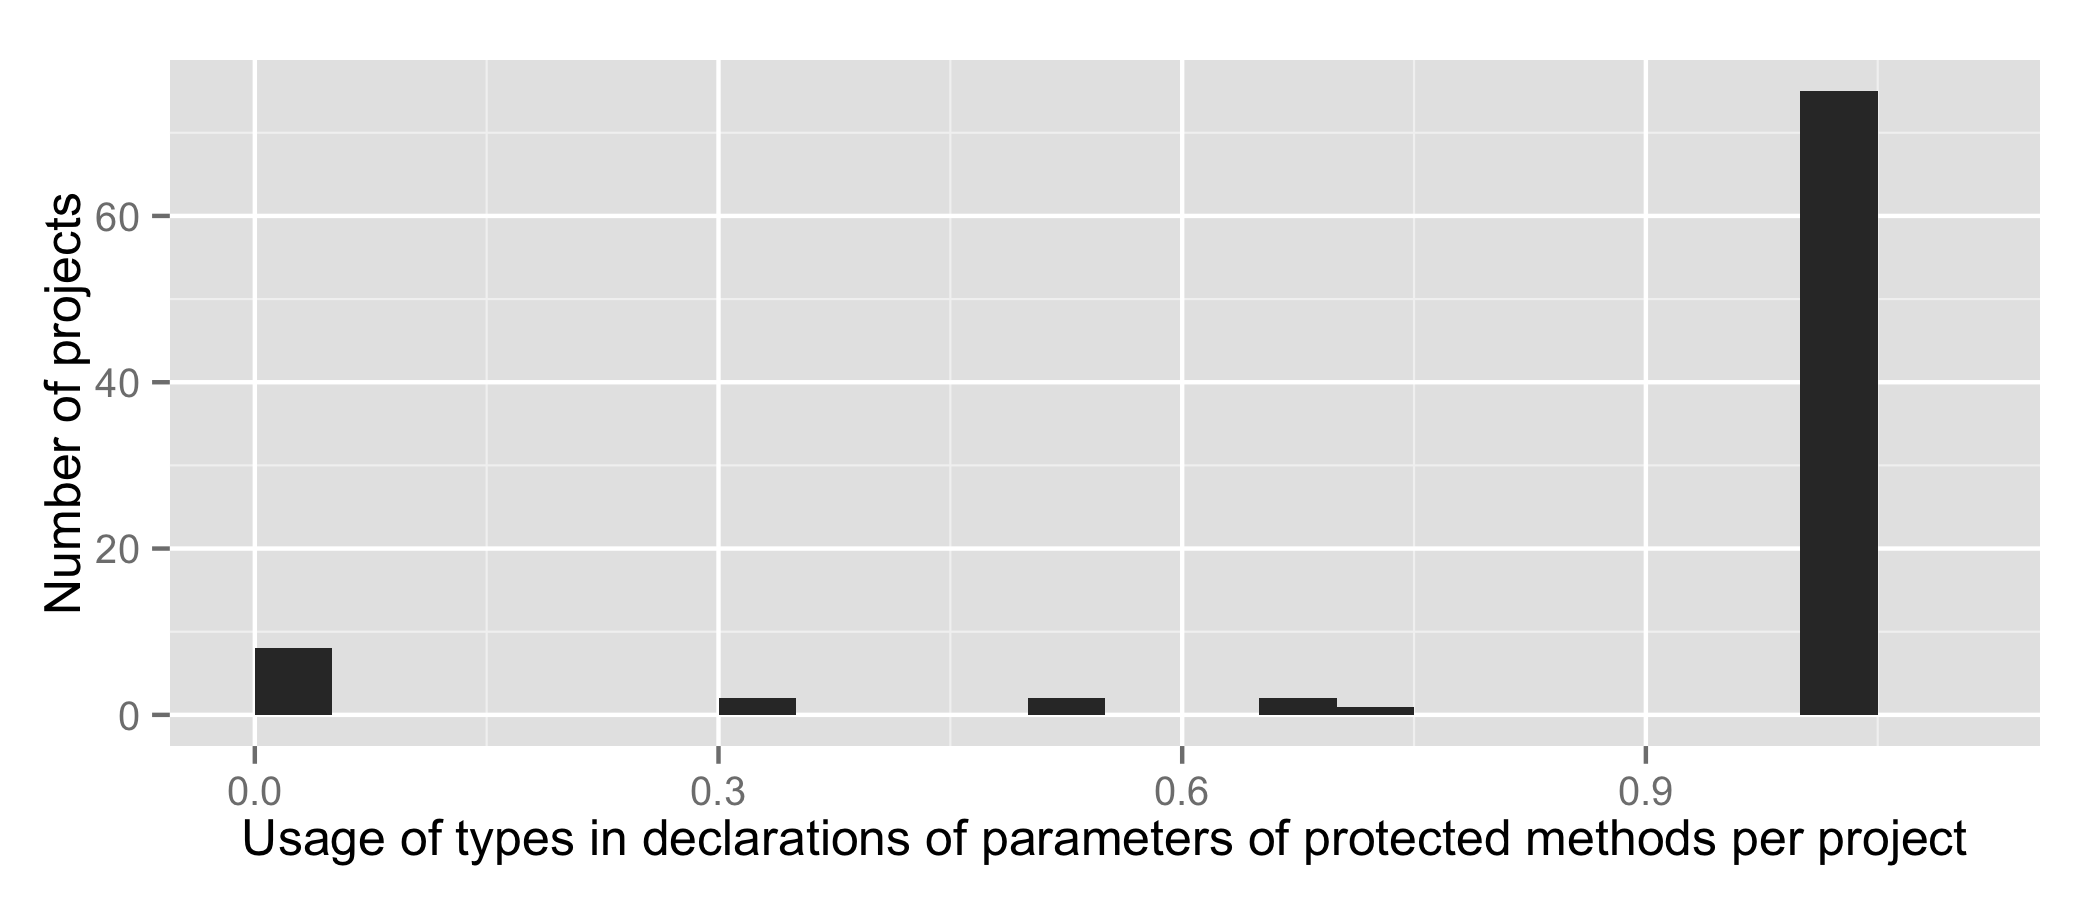 Number of projects
60
40
20
0
0.0 0.3 0.6 0.9
Usage of types in declarations of parameters of protected methods per project